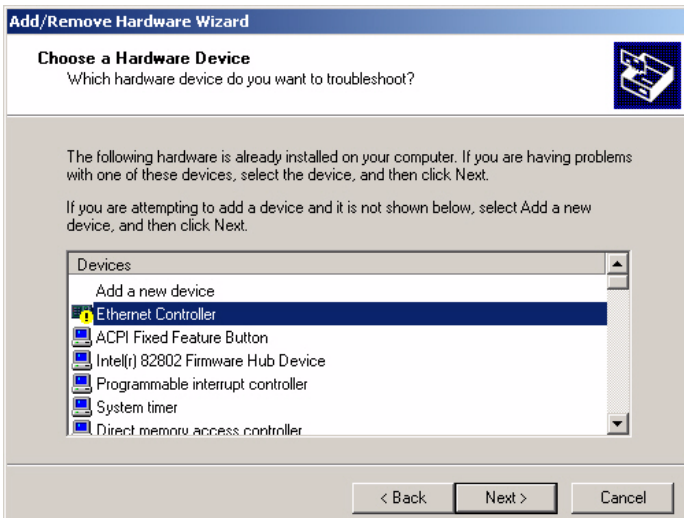 Add/Remove Hardware Wizard
Choose a Hardware Device
Which hardware device do you want to troubleshoot?
The following hardware is already installed on your computer. If you are having problems
with one of these devices, select the device, and then click Next.
If you are attempting to add a device and it is not shown below, select Add a new
device, and then click Next.
Devices
Add a new device
Ethernet Controller
ACPI Fixed Feature Button
Intel(r) 82802 Firmware Hub Device
Programmable interrupt controller
System timer
Direct memory access controller
< Back
Next >
Cancel